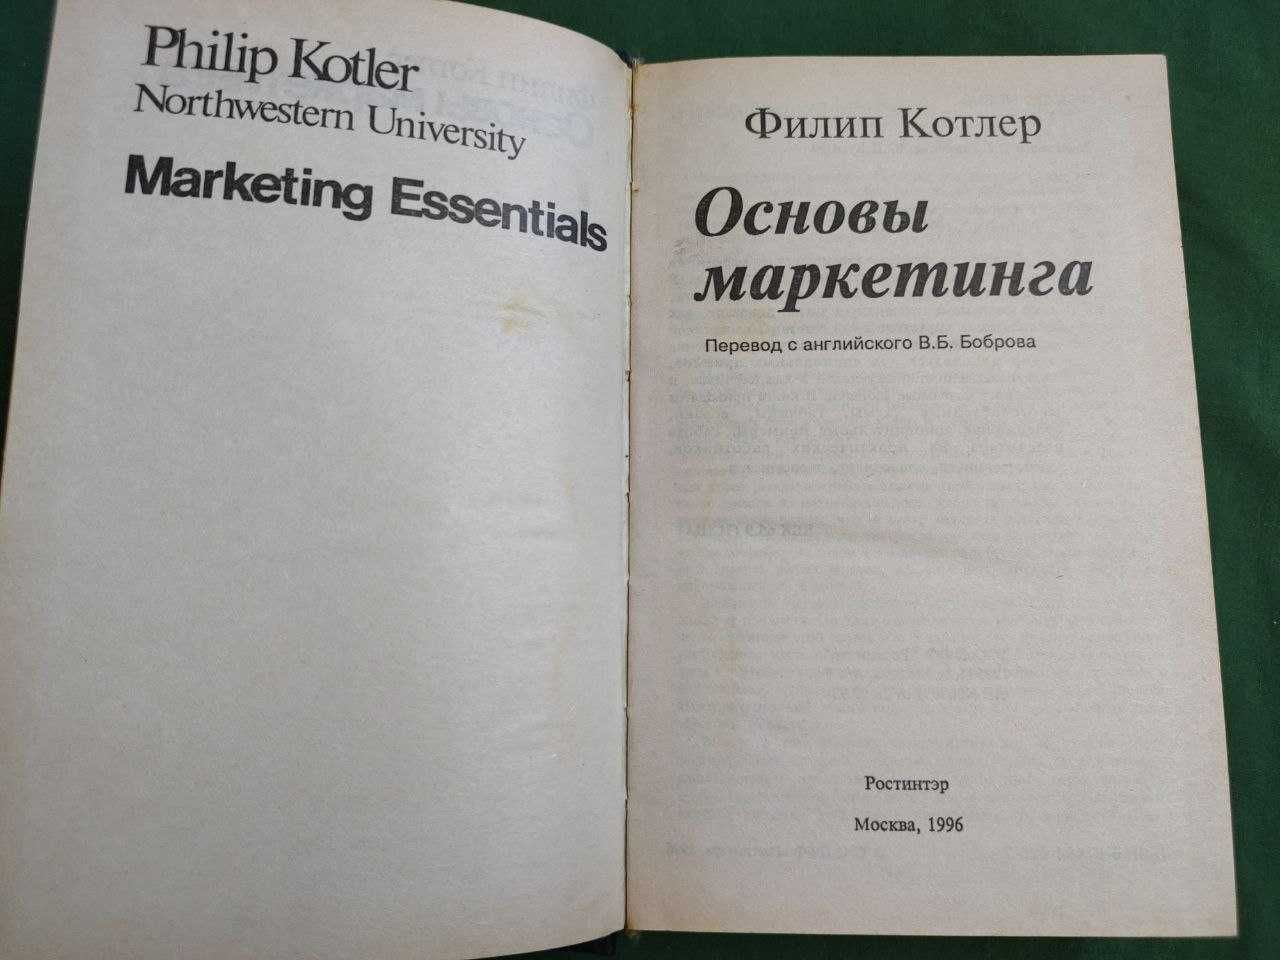 Philip Kotler
Northwestern University
Marketing Essentials
Филип Котлер
Основы
маркетинга
Перевод с английского В.Б. Боброва
Ростинтэр
Москва, 1996